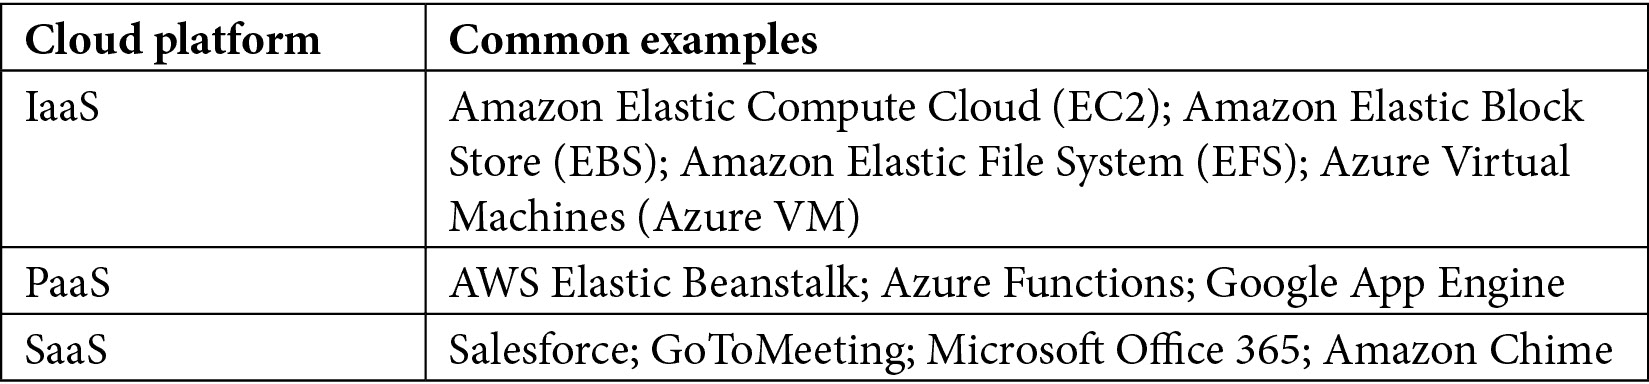 Cloud platform Common examples
IaaS Amazon Elastic Compute Cloud (EC2); Amazon Elastic Block
Store (EBS); Amazon Elastic File System (EFS); Azure Virtual
Machines (Azure VM)
PaaS AWS Elastic Beanstalk; Azure Functions; Google App Engine
SaaS Salesforce; GoToMeeting; Microsoft Office 365; Amazon Chime